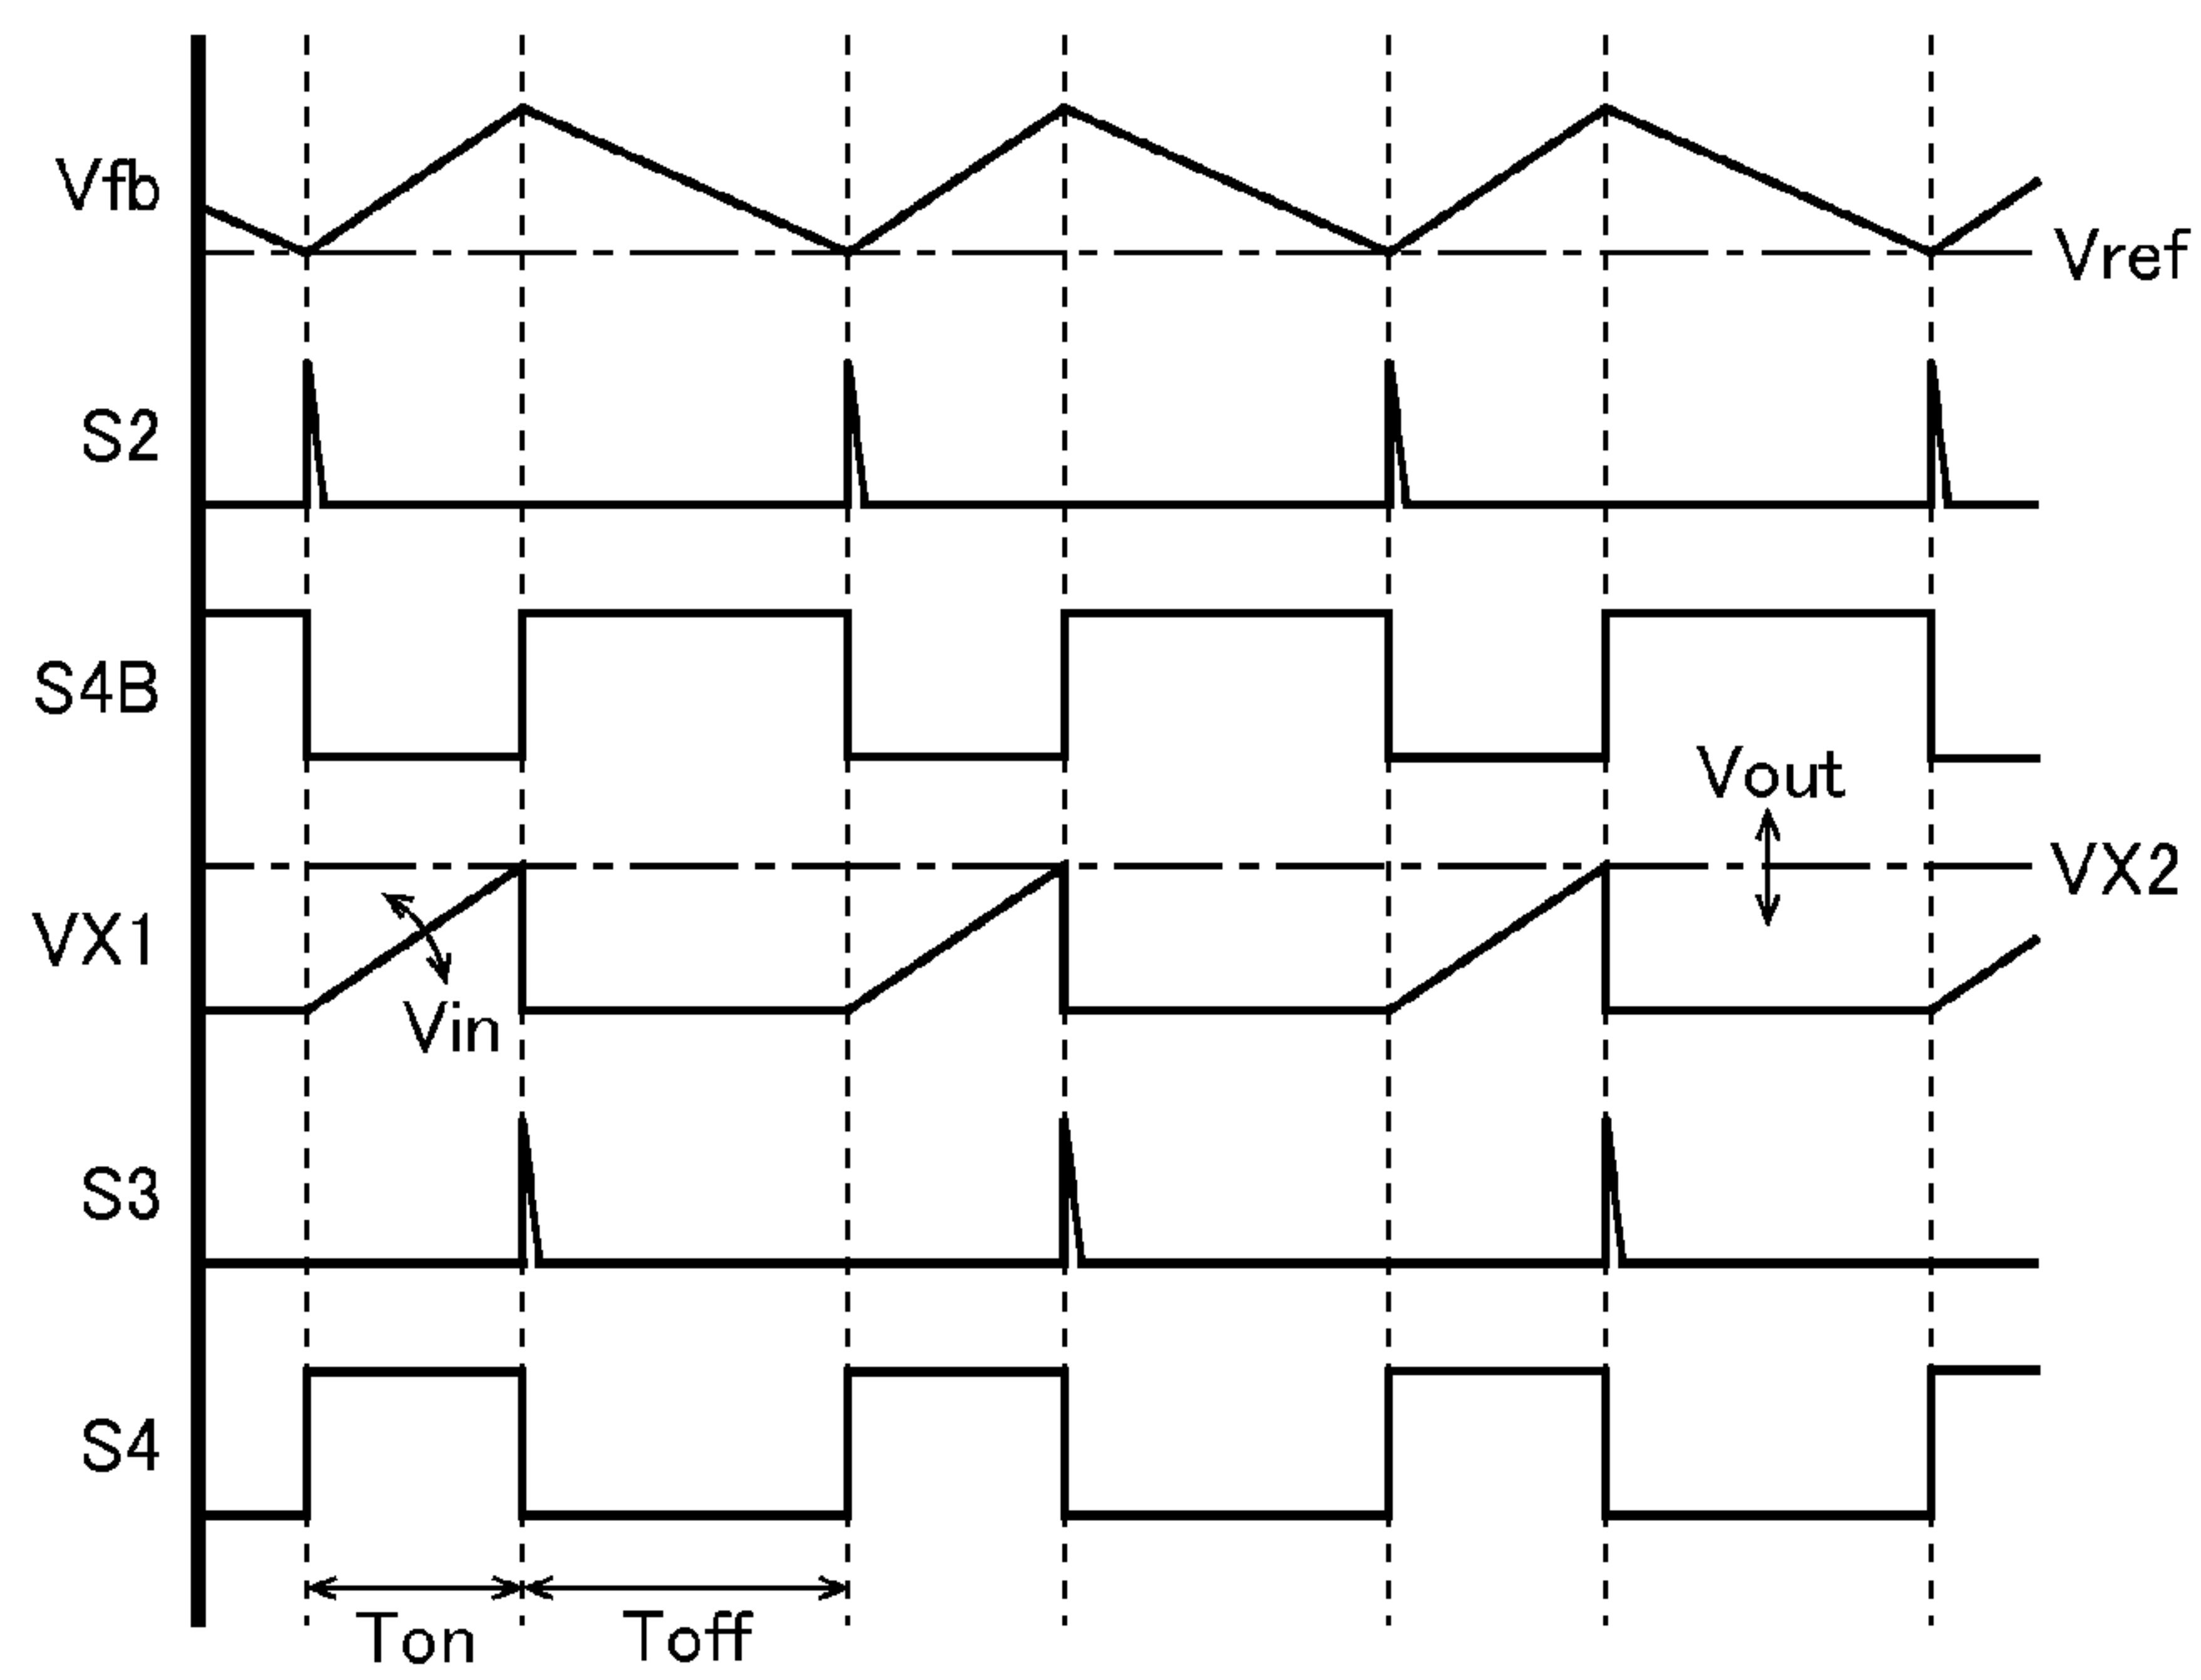 Vfb
Vref
S2
S4B
Vout
VX2
VX1
Vin
S3
S4
Ton
Toff